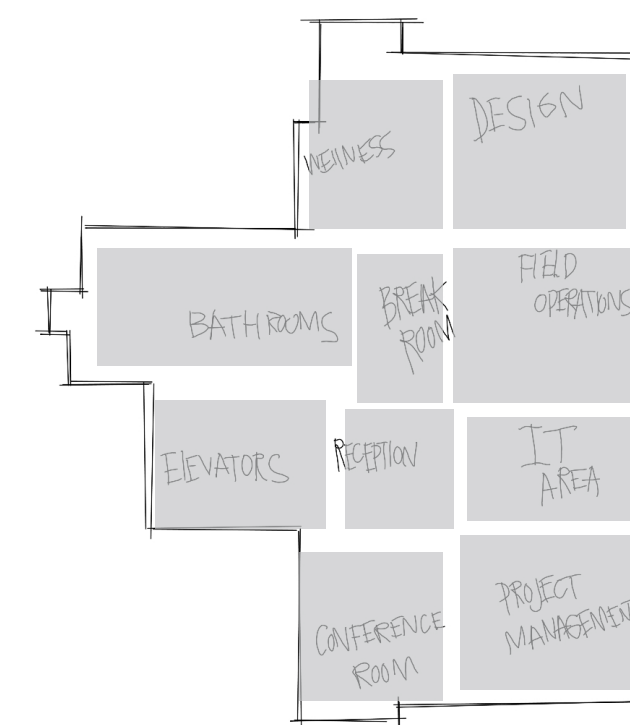 WEllNESS
DESIGN
BATHROOMS
BREAK
ROOM
FIELD
OPERATIONS
ElEVATORS
RECEPTION
IT
AREA
CONFERENCE
ROOM
PROJECT
MANAGEMENT